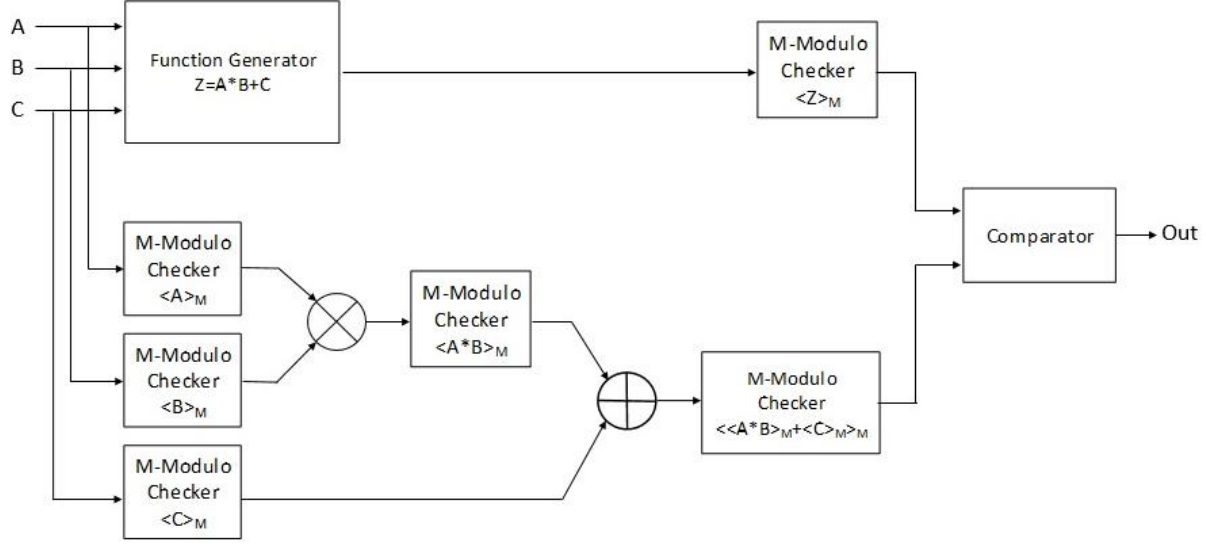 A
B
C
Function Generator
Z=A*B+C
M-Modulo
Checker
<Z>M
Comparator
Out
M-Modulo
Checker
<A>M
M-Modulo
Checker
<B>M
M-Modulo
Checker
<C>M
M-Modulo
Checker
<A*B>M
M-Modulo
Checker
<<A*B>M+<C>M>M